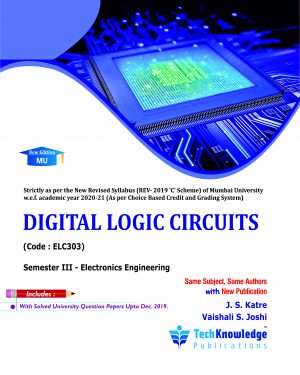 New Edition
MU
Strictly as per the New Revised Syllabus (REV- 2019 'C' Scheme) of Mumbai University
w.e.f. academic year 2020-21 (As per Choice Based Credit and Grading System)
DIGITAL LOGIC CIRCUITS
(Code : ELC303)
Semester III - Electronics Engineering
Same Subject, Same Authors
with New Publication
J. S. Katre
Vaishali S. Joshi
Includes :
With Solved University Question Papers Upto Dec. 2019.
TechKnowledge
Publications